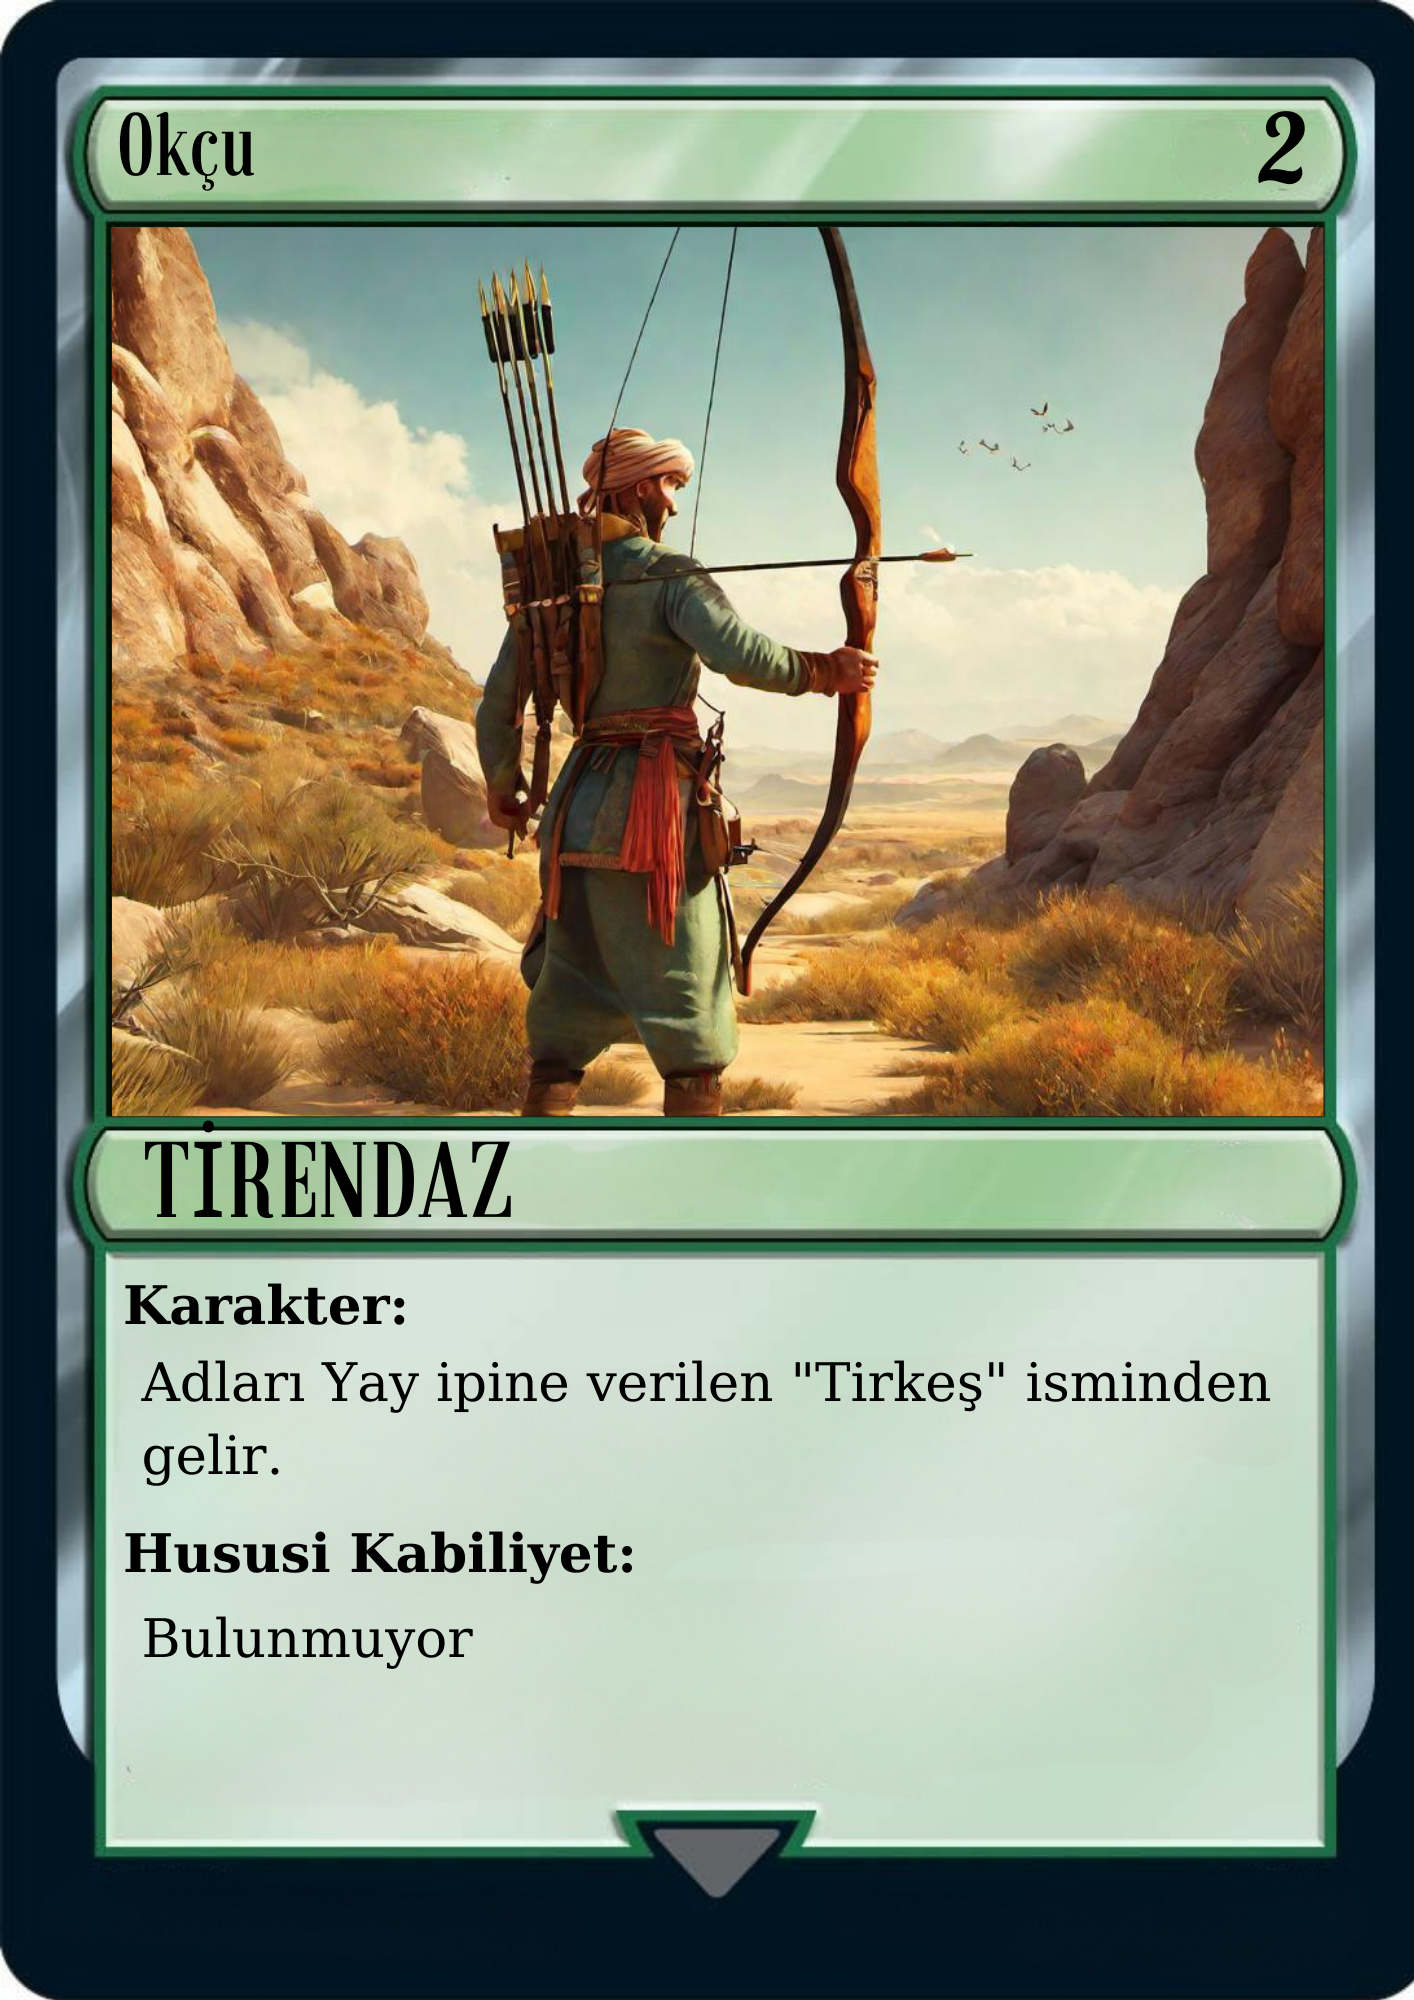 Okçu
2
TİRENDAZ
Karakter:
Adları Yay ipine verilen "Tirkeş" isminden
gelir.
Hususi Kabiliyet:
Bulunmuyor